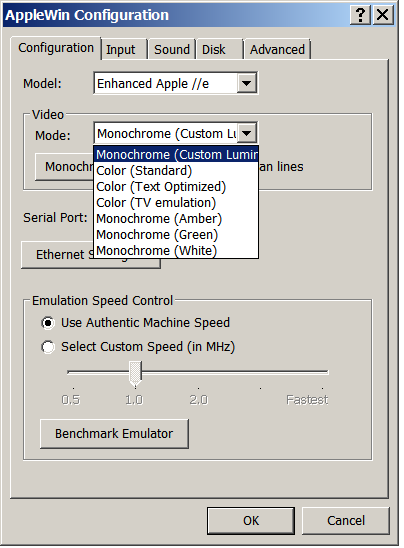 AppleWin Configuration
Configuration Input Sound Disk Advanced
Model: Enhanced Apple //e
Video
Mode: Monochrome (Custom Lu
Monochrome (Custom Lumin
Color (Standard)
Color (Text Optimized)
Color (TV emulation)
Monochrome (Amber)
Monochrome (Green)
Monochrome (White)
Monochr an lines
Serial Port:
Ethernet S
Emulation Speed Control
Use Authentic Machine Speed
Select Custom Speed (in MHz)
0.5 1.0 2.0 Fastest
Benchmark Emulator
OK Cancel